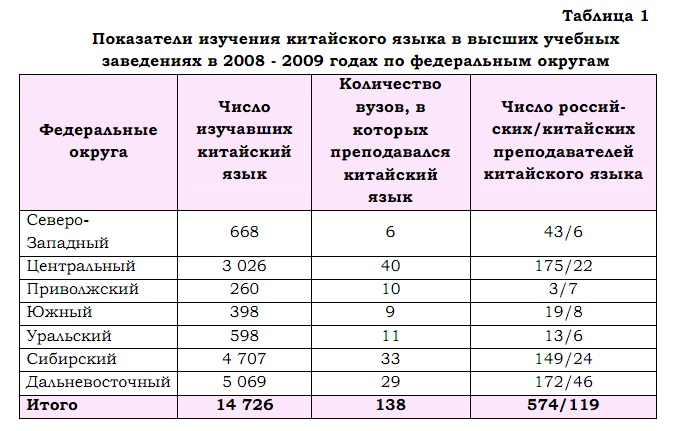 Таблица 1
Показатели изучения китайского языка в высших учебных
заведениях в 2008 - 2009 годах по федеральным округам
Федеральные
округа
Число
изучавших
китайский
язык
Количество
вузов, в
которых
преподавался
китайский
язык
Число россий-
ских/китайских
преподавателей
китайского языка
Северо-
Западный
668
6
43/6
Центральный
3 026
40
175/22
Приволжский
260
10
3/7
Южный
398
9
19/8
Уральский
598
11
13/6
Сибирский
4 707
33
149/24
Дальневосточный
5 069
29
172/46
Итого
14 726
138
574/119